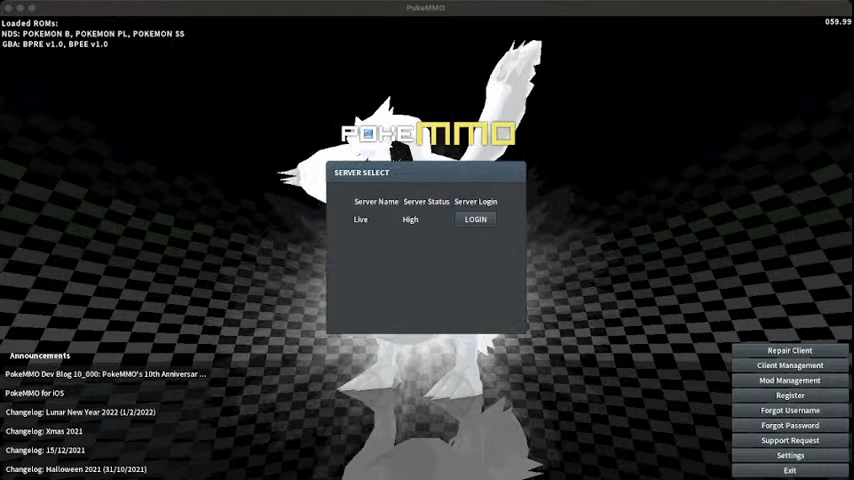 PokeMMO
Loaded ROMs:
NDS: POKEMON B, POKEMON PL, POKEMON SS
GBA: BPRE v1.0, BPEE v1.0
059.99
POKEMMO
SERVER SELECT
Server Name Server Status Server Login
Live High LOGIN
Announcements
PokeMMO Dev Blog 10_000: PokeMMO's 10th Anniversar ...
PokeMMO for iOS
Changelog: Lunar New Year 2022 (1/2/2022)
Changelog: Xmas 2021
Changelog: 15/12/2021
Changelog: Halloween 2021 (31/10/2021)
Repair Client
Client Management
Mod Management
Register
Forgot Username
Forgot Password
Support Request
Settings
Exit